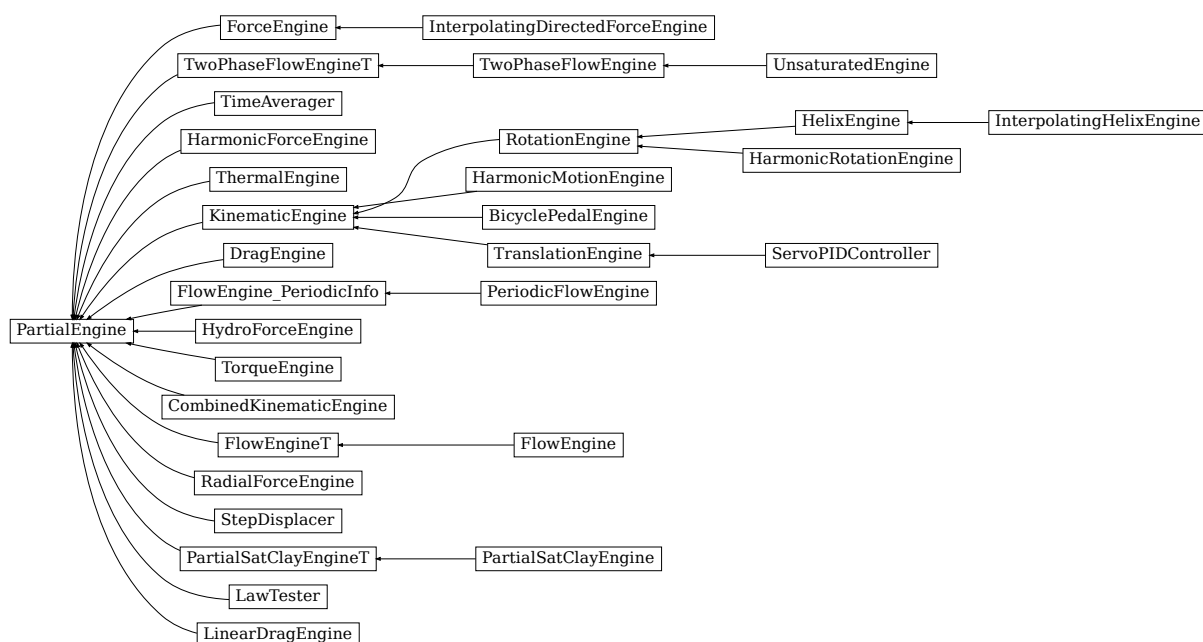 ForceEngine
InterpolatingDirectedForceEngine
TwoPhaseFlowEngineT
TwoPhaseFlowEngine
UnsaturatedEngine
TimeAverager
HelixEngine
InterpolatingHelixEngine
HarmonicForceEngine
RotationEngine
HarmonicRotationEngine
ThermalEngine
HarmonicMotionEngine
KinematicEngine
BicyclePedalEngine
DragEngine
TranslationEngine
ServoPIDController
FlowEngine_PeriodicInfo
PeriodicFlowEngine
PartialEngine
HydroForceEngine
TorqueEngine
CombinedKinematicEngine
FlowEngineT
FlowEngine
RadialForceEngine
StepDisplacer
PartialSatClayEngineT
PartialSatClayEngine
LawTester
LinearDragEngine